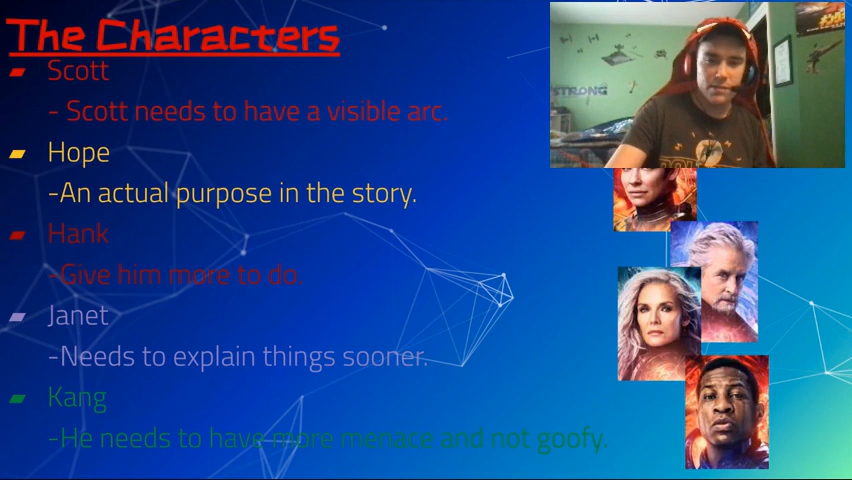 The Characters
Scott
- Scott needs to have a visible arc.
Hope
-An actual purpose in the story.
Hank
-Give him more to do.
Janet
-Needs to explain things sooner.
Kang
-He needs to have more menace and not goofy.
STRONG